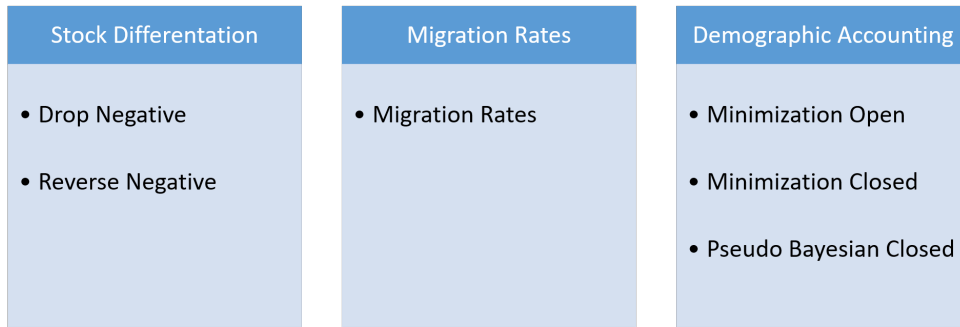 Stock Differentation
• Drop Negative
• Reverse Negative
Migration Rates
• Migration Rates
Demographic Accounting
• Minimization Open
• Minimization Closed
• Pseudo Bayesian Closed